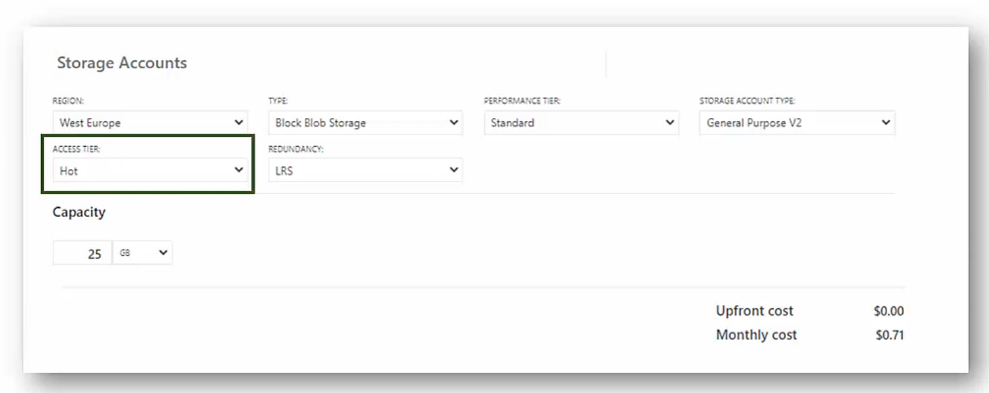 Storage Accounts
REGION: TYPE: PERFORMANCE TIER: STORAGE ACCOUNT TYPE:
West Europe Block Blob Storage Standard General Purpose V2
ACCESS TIER: REDUNDANCY:
Hot LRS
Capacity
25 GB
Upfront cost $0.00
Monthly cost $0.71